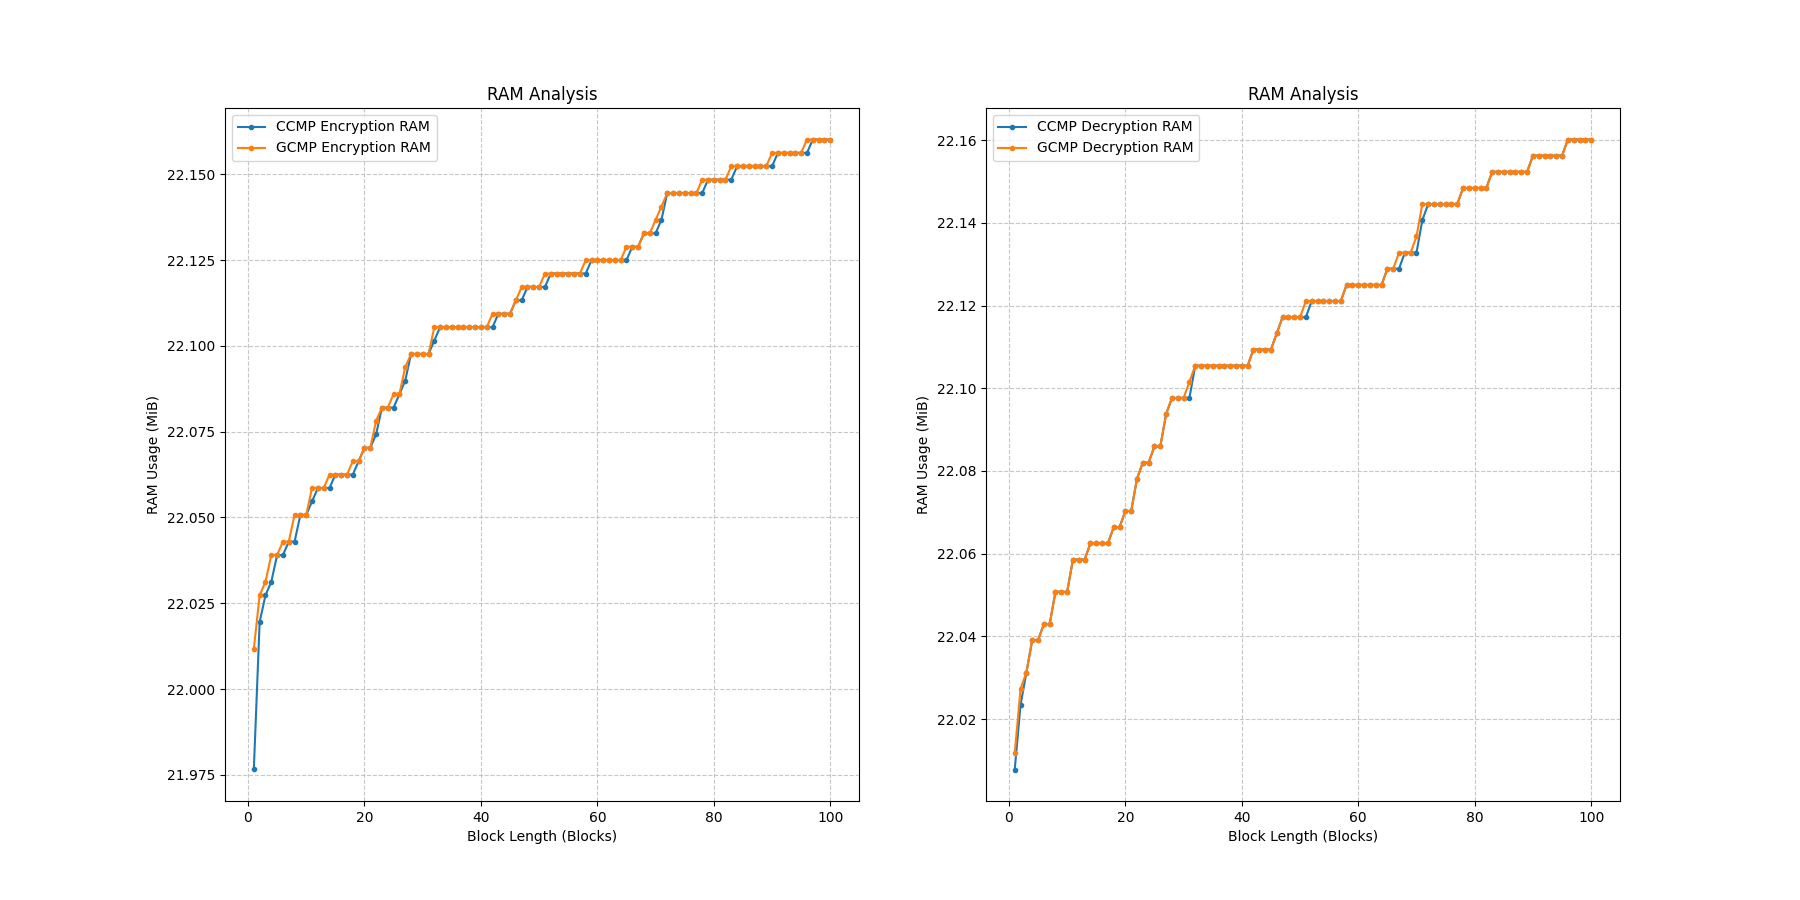 RAM Analysis
CCMP Encryption RAM
GCMP Encryption RAM
22.150
22.125
22.100
22.075
22.050
22.025
22.000
21.975
RAM Usage (MiB)
0 20 40 60 80 100
Block Length (Blocks)
RAM Analysis
CCMP Decryption RAM
GCMP Decryption RAM
22.16
22.14
22.12
22.10
22.08
22.06
22.04
22.02
RAM Usage (MiB)
0 20 40 60 80 100
Block Length (Blocks)